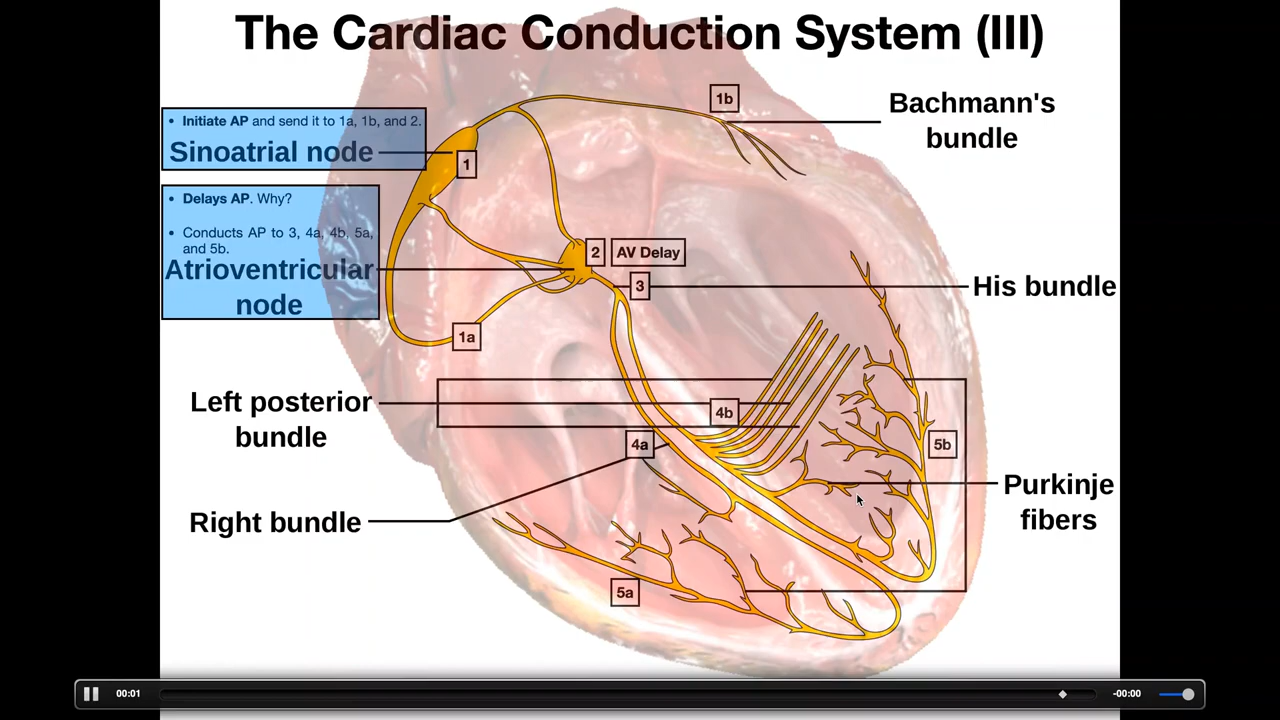 The Cardiac Conduction System (III)
1b
Bachmann's
bundle
• Initiate AP and send it to 1a, 1b, and 2.
Sinoatrial node
1
• Delays AP. Why?
• Conducts AP to 3, 4a, 4b, 5a,
and 5b.
Atrioventricular
node
2
AV Delay
3
His bundle
1a
Left posterior
bundle
4b
4a
5b
Right bundle
Purkinje
fibers
5a
00:01
-00:00